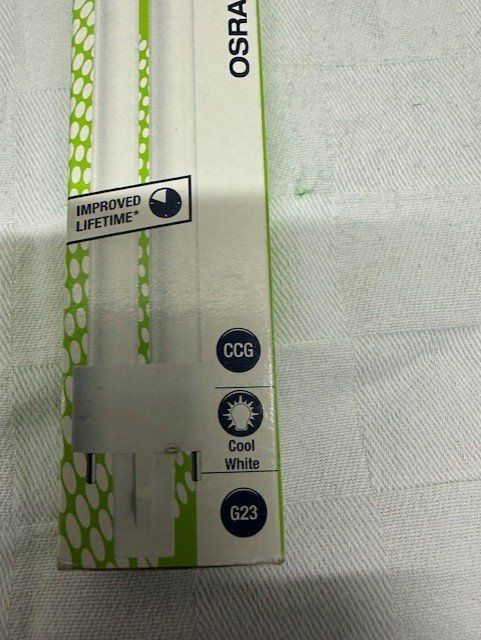 OSRA
IMPROVED
LIFETIME*
CCG
Cool
White
G23